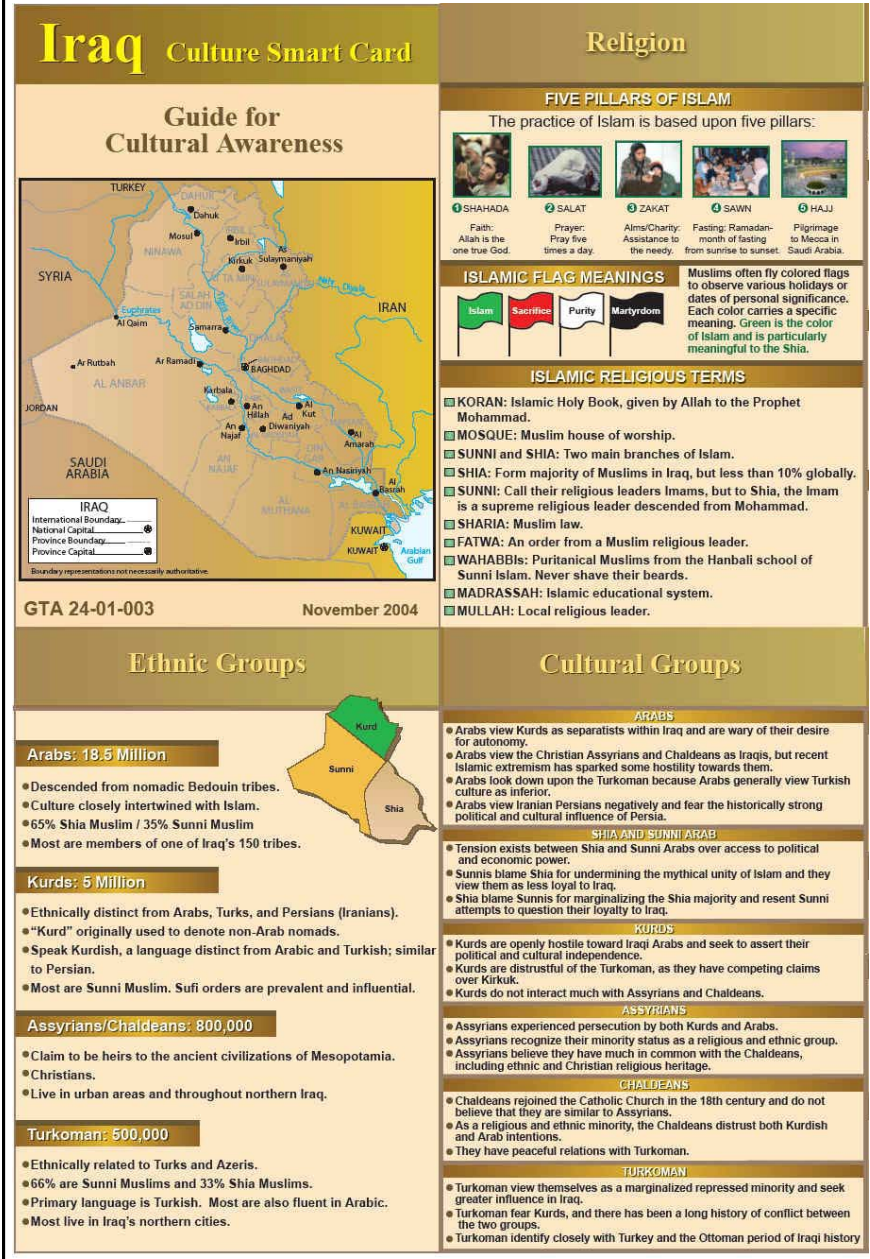 Iraq Culture Smart Card
Guide for
Cultural Awareness
TURKEY
DAHUK
Dahuk
Mosul
IRBIL
Irbil
As
Sulaymaniyah
NINAWA
Kirkuk
AT TA'MIN
SYRIA
SALAH
AD DIN
IRAN
Euphrates
Al Qaim
Samarra
DIYALA
Ar Rutbah
Ar Ramadi
BAGHDAD
AL ANBAR
Karbala
WASIT
JORDAN
An
Hillah
Ad
Diwaniyah
Al
Kut
An
Najaf
Al
Amarah
SAUDI
ARABIA
AN
NAJAF
An Nasiriyah
Al
Basrah
AL
MUTHANA
IRAQ
International Boundary
National Capital
Province Boundary
Province Capital
KUWAIT
KUWAIT
Arabian
Gulf
Boundary representations not necessarily authoritative
GTA 24-01-003 November 2004
Religion
FIVE PILLARS OF ISLAM
The practice of Islam is based upon five pillars:
1 SHAHADA
Faith:
Allah is the
one true God.
2 SALAT
Prayer:
Pray five
times a day.
3 ZAKAT
Alms/Charity:
Assistance to
the needy.
4 SAWN
Fasting: Ramadan-
month of fasting
from sunrise to sunset.
5 HAJJ
Pilgrimage
to Mecca in
Saudi Arabia.
ISLAMIC FLAG MEANINGS
Islam
Sacrifice
Purity
Martyrdom
Muslims often fly colored flags
to observe various holidays or
dates of personal significance.
Each color carries a specific
meaning. Green is the color
of Islam and is particularly
meaningful to the Shia.
ISLAMIC RELIGIOUS TERMS
KORAN: Islamic Holy Book, given by Allah to the Prophet
Mohammad.
MOSQUE: Muslim house of worship.
SUNNI and SHIA: Two main branches of Islam.
SHIA: Form majority of Muslims in Iraq, but less than 10% globally.
SUNNI: Call their religious leaders Imams, but to Shia, the Imam
is a supreme religious leader descended from Mohammad.
SHARIA: Muslim law.
FATWA: An order from a Muslim religious leader.
WAHABBIs: Puritanical Muslims from the Hanbali school of
Sunni Islam. Never shave their beards.
MADRASSAH: Islamic educational system.
MULLAH: Local religious leader.
Ethnic Groups
Kurd
Sunni
Shia
Arabs: 18.5 Million
•Descended from nomadic Bedouin tribes.
•Culture closely intertwined with Islam.
•65% Shia Muslim / 35% Sunni Muslim
•Most are members of one of Iraq's 150 tribes.
Kurds: 5 Million
•Ethnically distinct from Arabs, Turks, and Persians (Iranians).
•"Kurd" originally used to denote non-Arab nomads.
•Speak Kurdish, a language distinct from Arabic and Turkish; similar
to Persian.
•Most are Sunni Muslim. Sufi orders are prevalent and influential.
Assyrians/Chaldeans: 800,000
•Claim to be heirs to the ancient civilizations of Mesopotamia.
•Christians.
•Live in urban areas and throughout northern Iraq.
Turkoman: 500,000
•Ethnically related to Turks and Azeris.
•66% are Sunni Muslims and 33% Shia Muslims.
•Primary language is Turkish. Most are also fluent in Arabic.
•Most live in Iraq's northern cities.
Cultural Groups
ARABS
• Arabs view Kurds as separatists within Iraq and are wary of their desire
for autonomy.
• Arabs view the Christian Assyrians and Chaldeans as Iraqis, but recent
Islamic extremism has sparked some hostility towards them.
• Arabs look down upon the Turkoman because Arabs generally view Turkish
culture as inferior.
• Arabs view Iranian Persians negatively and fear the historically strong
political and cultural influence of Persia.
SHIA AND SUNNI ARAB
• Tension exists between Shia and Sunni Arabs over access to political
and economic power.
• Sunnis blame Shia for undermining the mythical unity of Islam and they
view them as less loyal to Iraq.
• Shia blame Sunnis for marginalizing the Shia majority and resent Sunni
attempts to question their loyalty to Iraq.
KURDS
• Kurds are openly hostile toward Iraqi Arabs and seek to assert their
political and cultural independence.
• Kurds are distrustful of the Turkoman, as they have competing claims
over Kirkuk.
• Kurds do not interact much with Assyrians and Chaldeans.
ASSYRIANS
• Assyrians experienced persecution by both Kurds and Arabs.
• Assyrians recognize their minority status as a religious and ethnic group.
• Assyrians believe they have much in common with the Chaldeans,
including ethnic and Christian religious heritage.
CHALDEANS
• Chaldeans rejoined the Catholic Church in the 18th century and do not
believe that they are similar to Assyrians.
• As a religious and ethnic minority, the Chaldeans distrust both Kurdish
and Arab intentions.
• They have peaceful relations with Turkoman.
TURKOMAN
• Turkoman view themselves as a marginalized repressed minority and seek
greater influence in Iraq.
• Turkoman fear Kurds, and there has been a long history of conflict between
the two groups.
• Turkoman identify closely with Turkey and the Ottoman period of Iraqi history